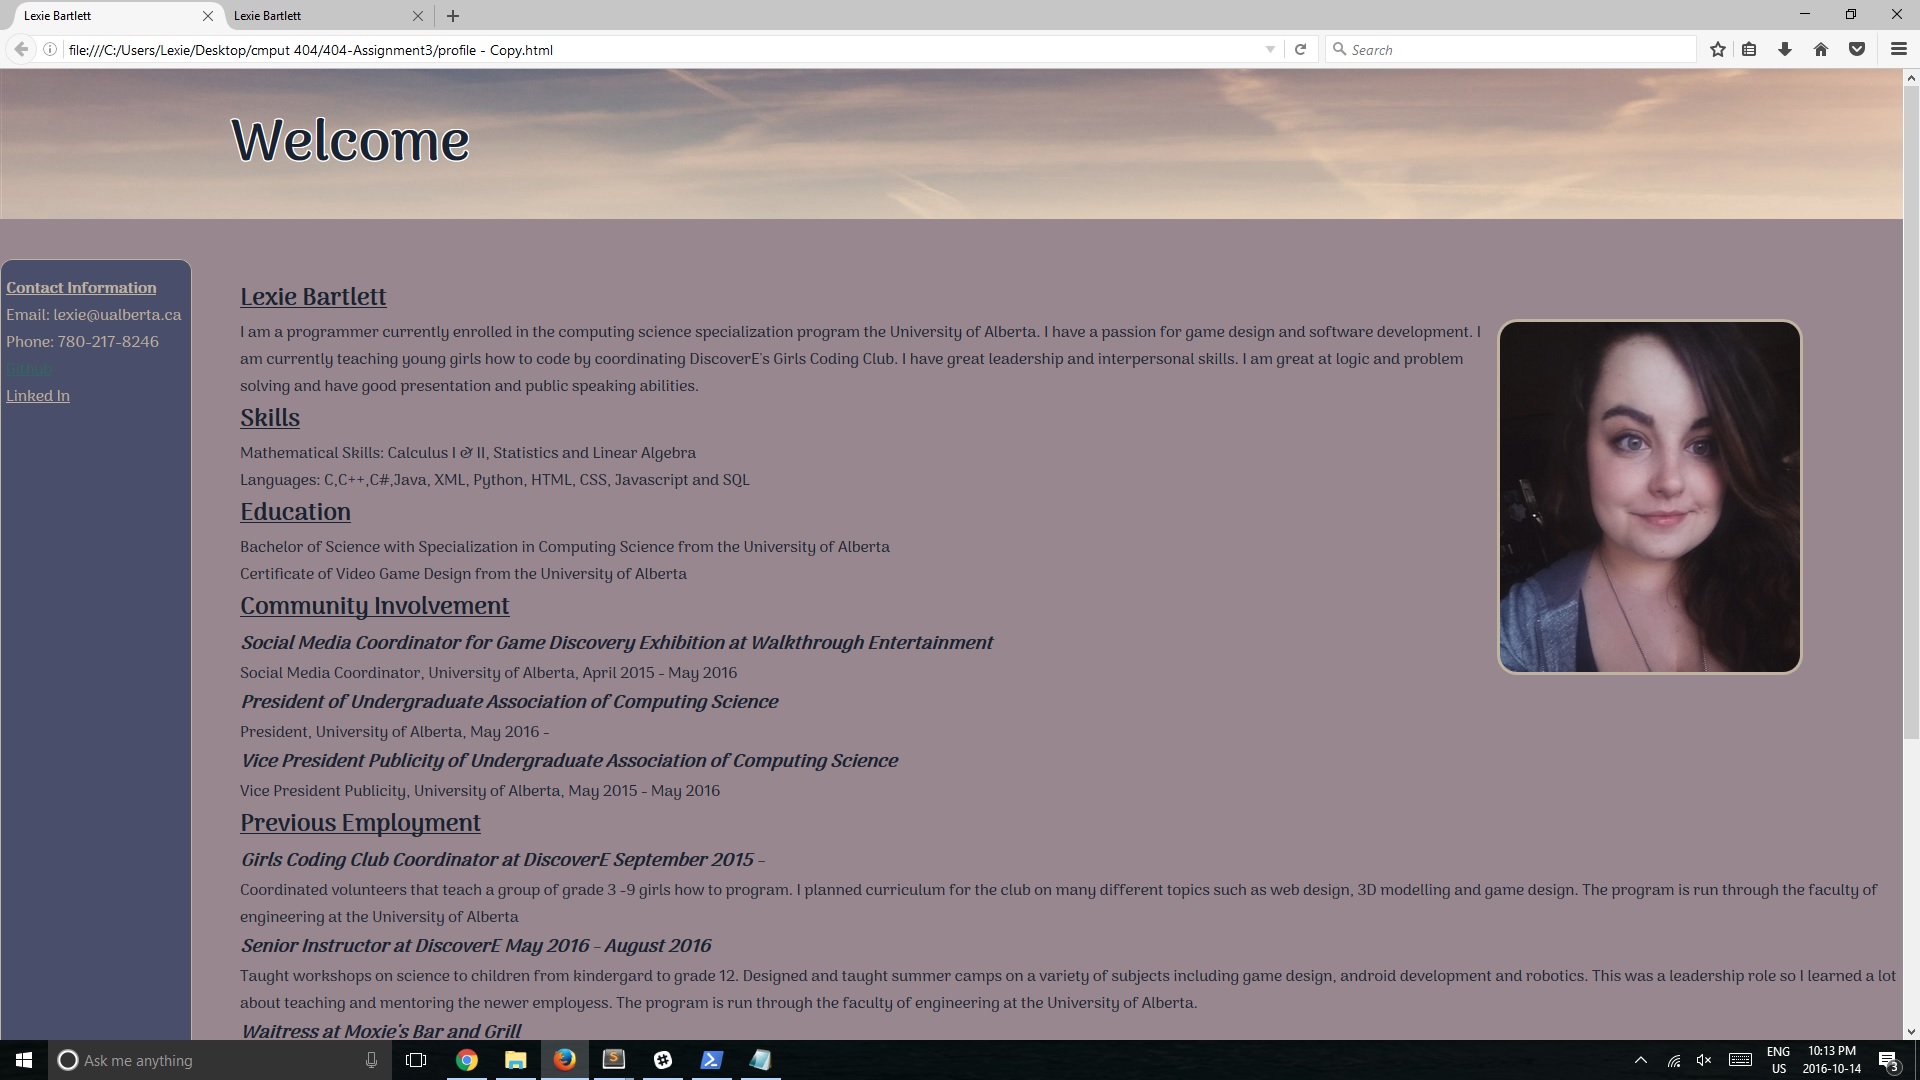 Lexie Bartlett
Lexie Bartlett
file:///C:/Users/Lexie/Desktop/cmput 404/404-Assignment3/profile - Copy.html
Search
Welcome
Contact Information
Email: lexie@ualberta.ca
Phone: 780-217-8246
Github
Linked In
Lexie Bartlett
I am a programmer currently enrolled in the computing science specialization program the University of Alberta. I have a passion for game design and software development. I
am currently teaching young girls how to code by coordinating DiscoverE's Girls Coding Club. I have great leadership and interpersonal skills. I am great at logic and problem
solving and have good presentation and public speaking abilities.
Skills
Mathematical Skills: Calculus I & II, Statistics and Linear Algebra
Languages: C,C++,C#,Java, XML, Python, HTML, CSS, Javascript and SQL
Education
Bachelor of Science with Specialization in Computing Science from the University of Alberta
Certificate of Video Game Design from the University of Alberta
Community Involvement
Social Media Coordinator for Game Discovery Exhibition at Walkthrough Entertainment
Social Media Coordinator, University of Alberta, April 2015 - May 2016
President of Undergraduate Association of Computing Science
President, University of Alberta, May 2016 -
Vice President Publicity of Undergraduate Association of Computing Science
Vice President Publicity, University of Alberta, May 2015 - May 2016
Previous Employment
Girls Coding Club Coordinator at DiscoverE September 2015 -
Coordinated volunteers that teach a group of grade 3 -9 girls how to program. I planned curriculum for the club on many different topics such as web design, 3D modelling and game design. The program is run through the faculty of
engineering at the University of Alberta
Senior Instructor at DiscoverE May 2016 - August 2016
Taught workshops on science to children from kindergard to grade 12. Designed and taught summer camps on a variety of subjects including game design, android development and robotics. This was a leadership role so I learned a lot
about teaching and mentoring the newer employess. The program is run through the faculty of engineering at the University of Alberta.
Waitress at Moxie's Bar and Grill
Ask me anything
ENG
US
10:13 PM
2016-10-14
3